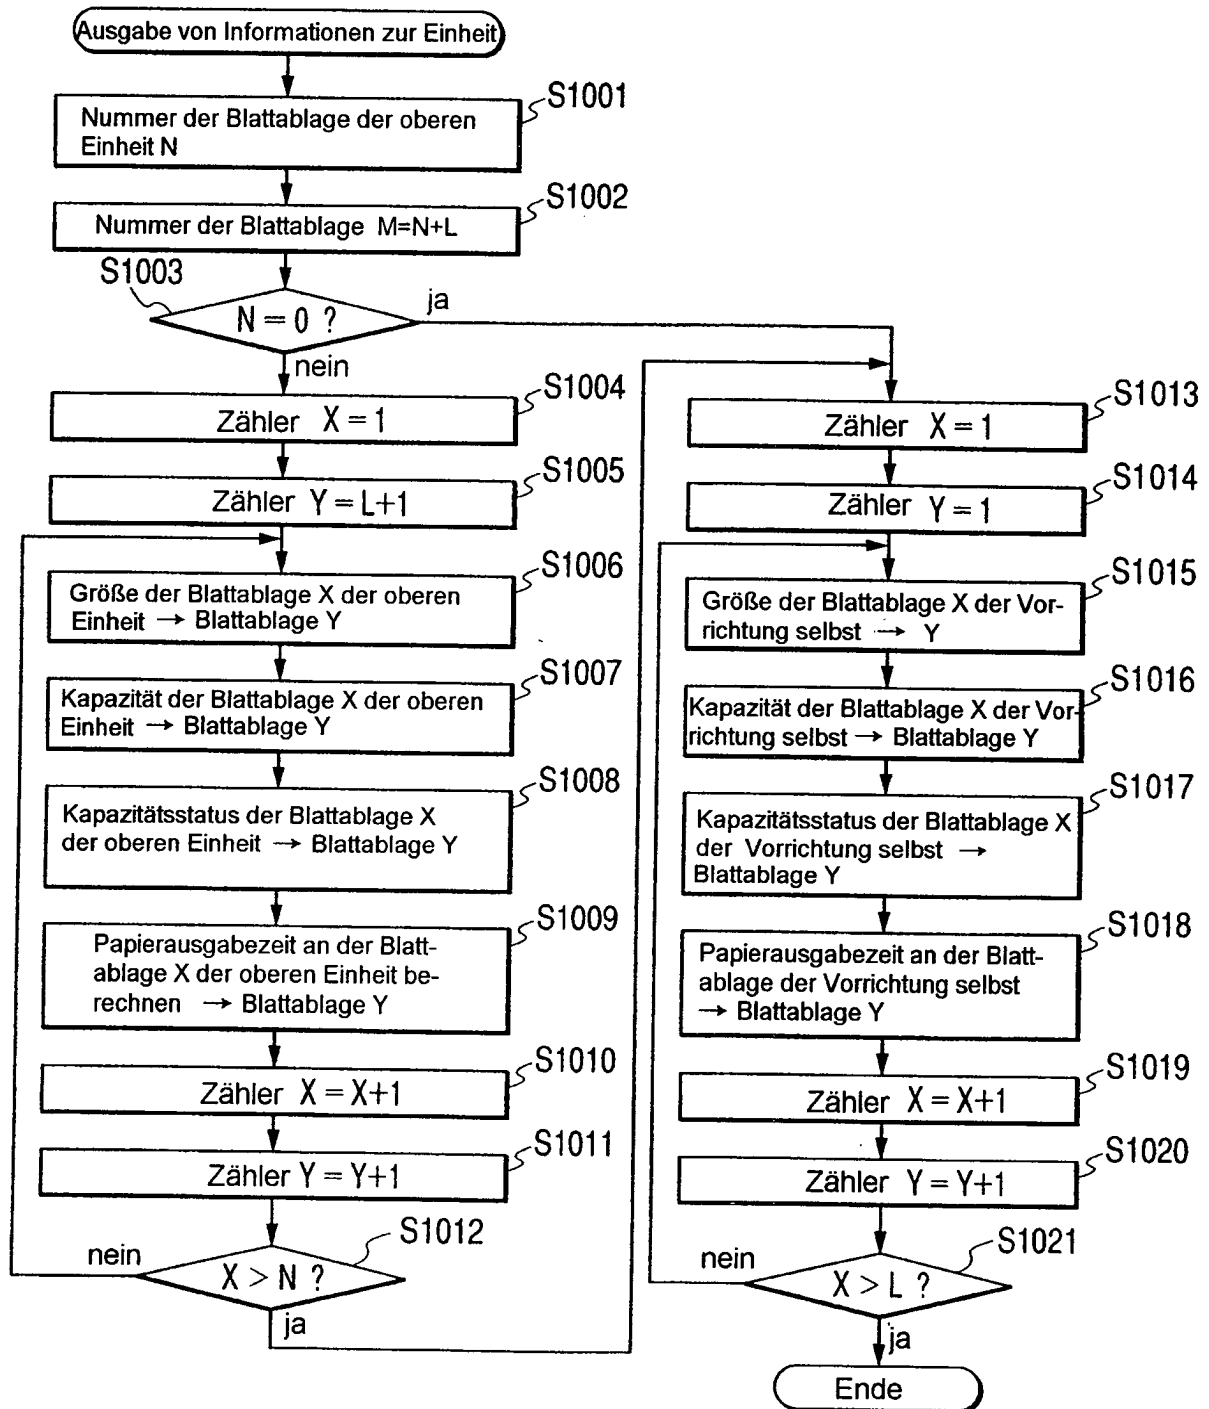 Ausgabe von Informationen zur Einheit
S1001
Nummer der Blattablage der oberen
Einheit N
S1002
Nummer der Blattablage M=N+L
S1003
N = 0 ?
ja
nein
S1004
Zähler X = 1
S1005
Zähler Y = L+1
S1006
Größe der Blattablage X der oberen
Einheit → Blattablage Y
S1007
Kapazität der Blattablage X der oberen
Einheit → Blattablage Y
S1008
Kapazitätsstatus der Blattablage X
der oberen Einheit → Blattablage Y
S1009
Papierausgabezeit an der Blatt-
ablage X der oberen Einheit be-
rechnen → Blattablage Y
S1010
Zähler X = X+1
S1011
Zähler Y = Y+1
S1012
nein
X > N ?
ja
S1013
Zähler X = 1
S1014
Zähler Y = 1
S1015
Größe der Blattablage X der Vor-
richtung selbst → Y
S1016
Kapazität der Blattablage X der Vor-
richtung selbst → Blattablage Y
S1017
Kapazitätsstatus der Blattablage X
der Vorrichtung selbst →
Blattablage Y
S1018
Papierausgabezeit an der Blatt-
ablage der Vorrichtung selbst
→ Blattablage Y
S1019
Zähler X = X+1
S1020
Zähler Y = Y+1
S1021
nein
X > L ?
ja
Ende